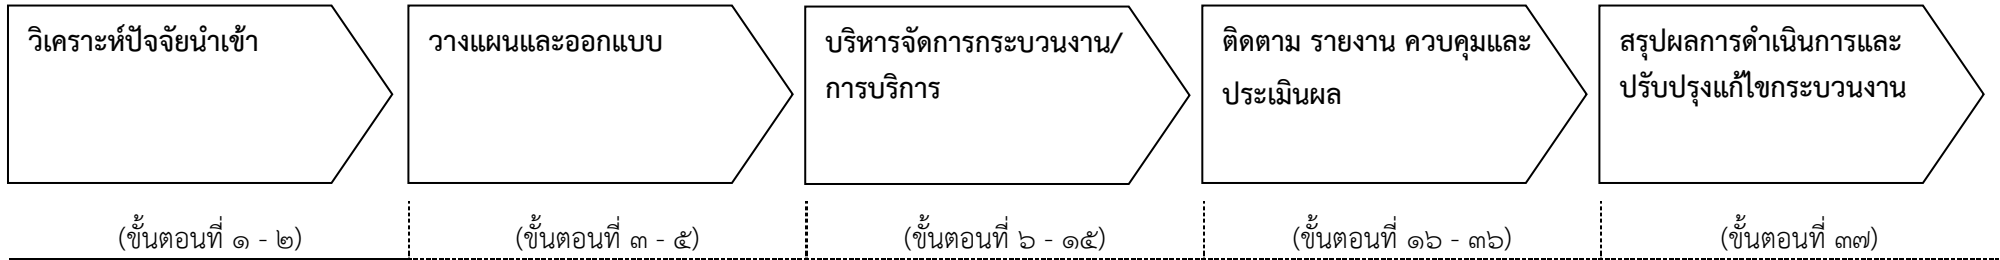 วิเคราะห์ปัจจัยนำเข้า
วางแผนและออกแบบ
บริหารจัดการกระบวนงาน/
การบริการ
ติดตาม รายงาน ควบคุมและ
ประเมินผล
สรุปผลการดำเนินการและ
ปรับปรุงแก้ไขกระบวนงาน
(ขั้นตอนที่ ๑ - ๒)
(ขั้นตอนที่ ๓ - ๕)
(ขั้นตอนที่ ๖ - ๑๕)
(ขั้นตอนที่ ๑๖ - ๓๖)
(ขั้นตอนที่ ๓๗)